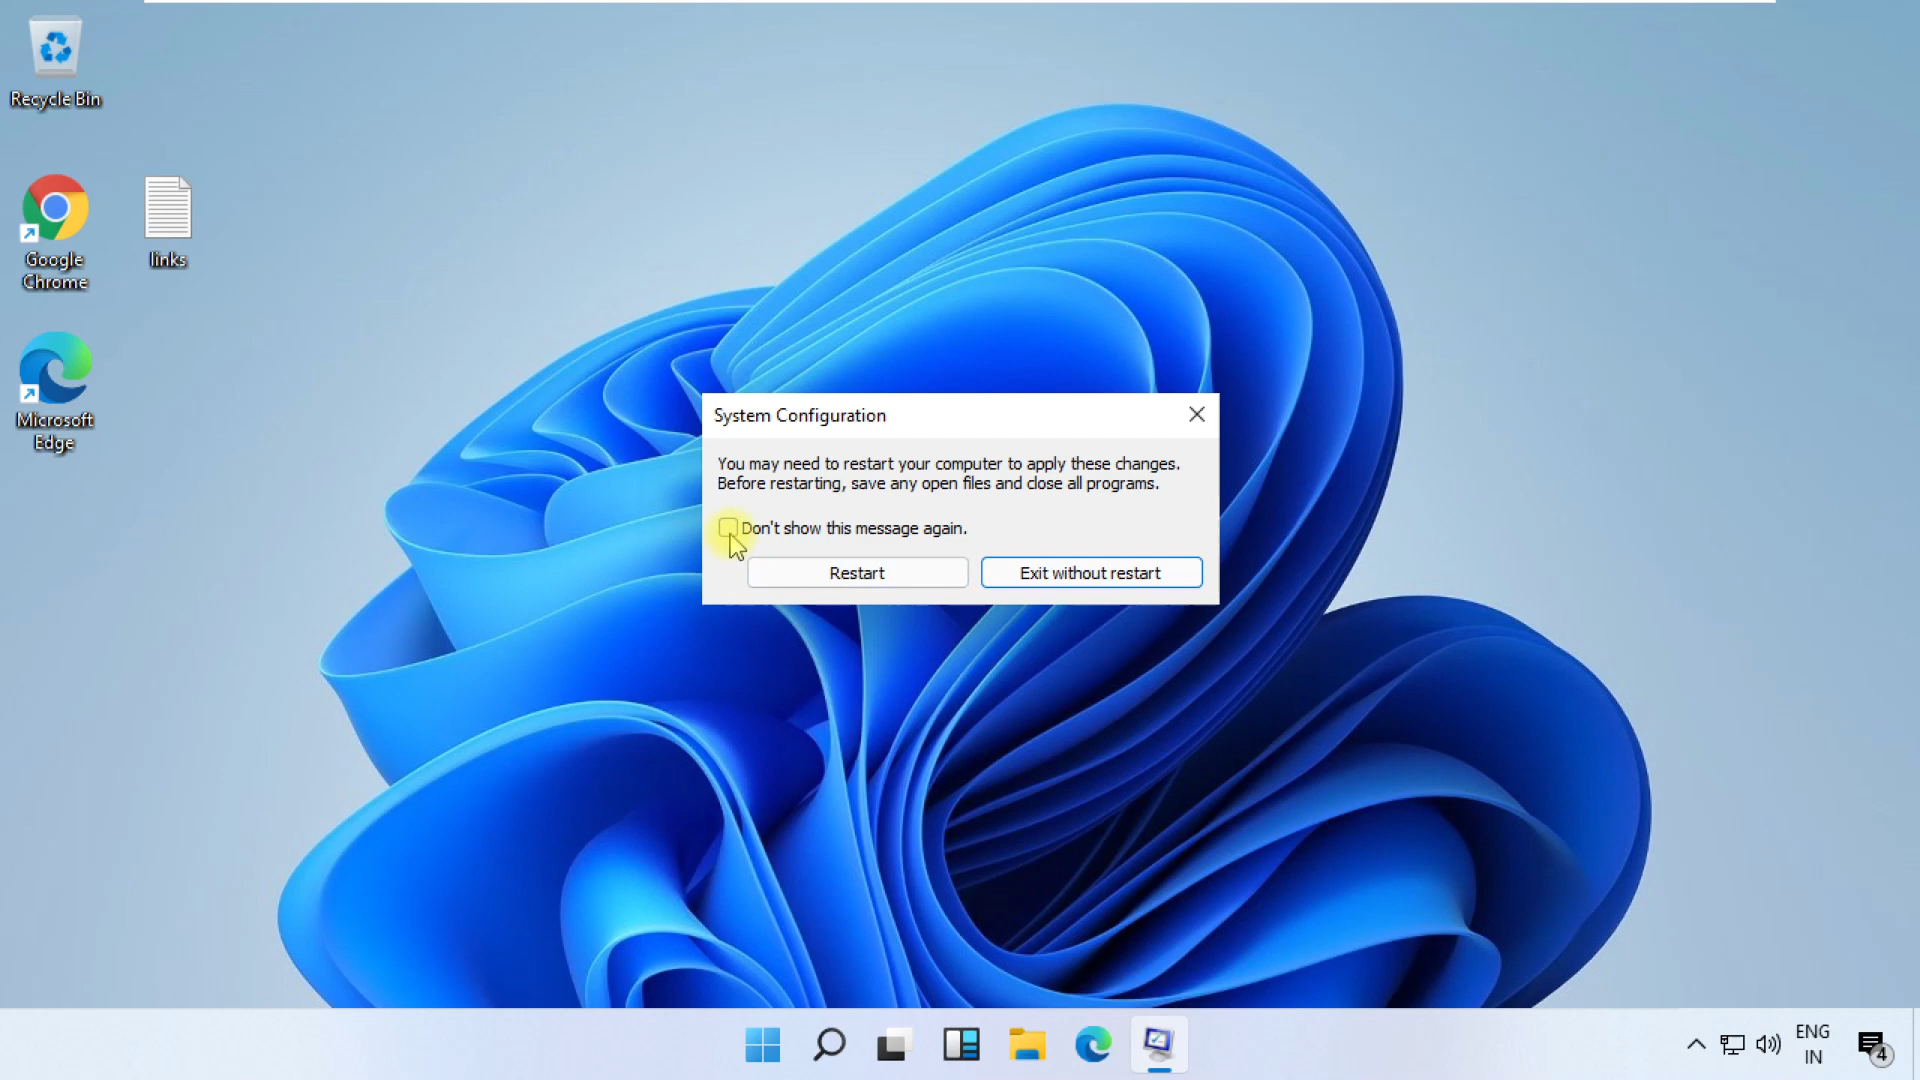 Recycle Bin
Google
Chrome
links
Microsoft
Edge
System Configuration
You may need to restart your computer to apply these changes.
Before restarting, save any open files and close all programs.
Don't show this message again.
Restart
Exit without restart
ENG
IN
4